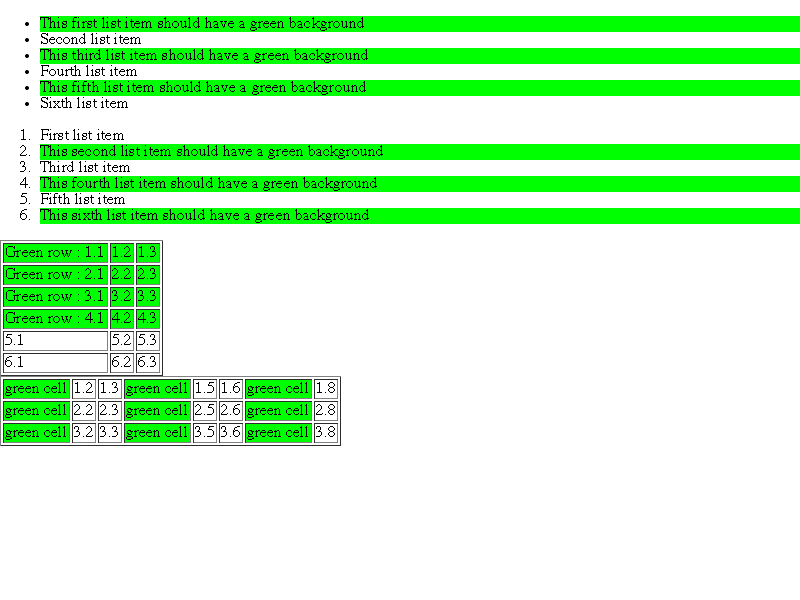 • This first list item should have a green background
• Second list item
• This third list item should have a green background
• Fourth list item
• This fifth list item should have a green background
• Sixth list item
1. First list item
2. This second list item should have a green background
3. Third list item
4. This fourth list item should have a green background
5. Fifth list item
6. This sixth list item should have a green background
Green row : 1.1 1.2 1.3
Green row : 2.1 2.2 2.3
Green row : 3.1 3.2 3.3
Green row : 4.1 4.2 4.3
5.1 5.2 5.3
6.1 6.2 6.3
green cell 1.2 1.3 green cell 1.5 1.6 green cell 1.8
green cell 2.2 2.3 green cell 2.5 2.6 green cell 2.8
green cell 3.2 3.3 green cell 3.5 3.6 green cell 3.8